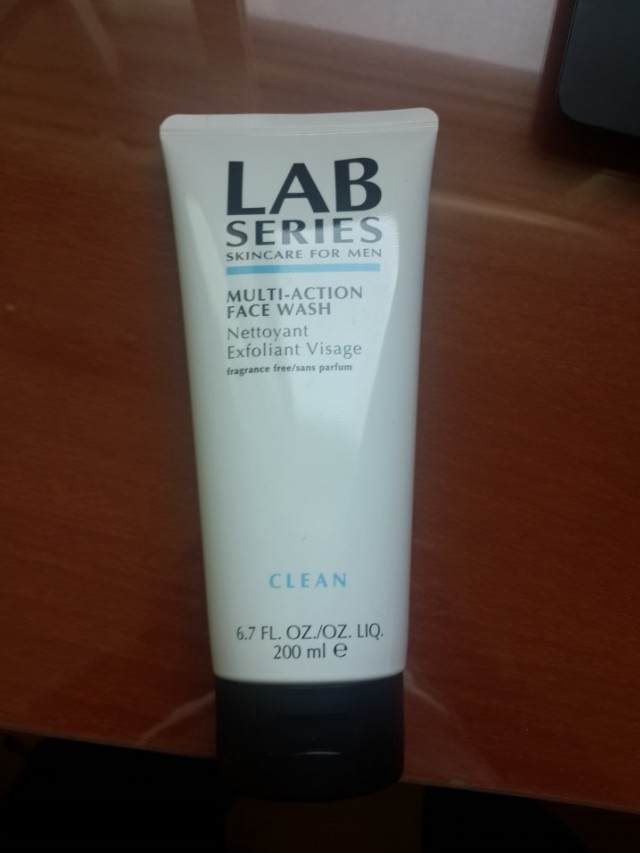 LAB
SERIES
SKINCARE FOR MEN
MULTI-ACTION
FACE WASH
Nettoyant
Exfoliant Visage
fragrance free/sans parfum
CLEAN
6.7 FL. OZ./OZ. LIQ.
200 ml ℮